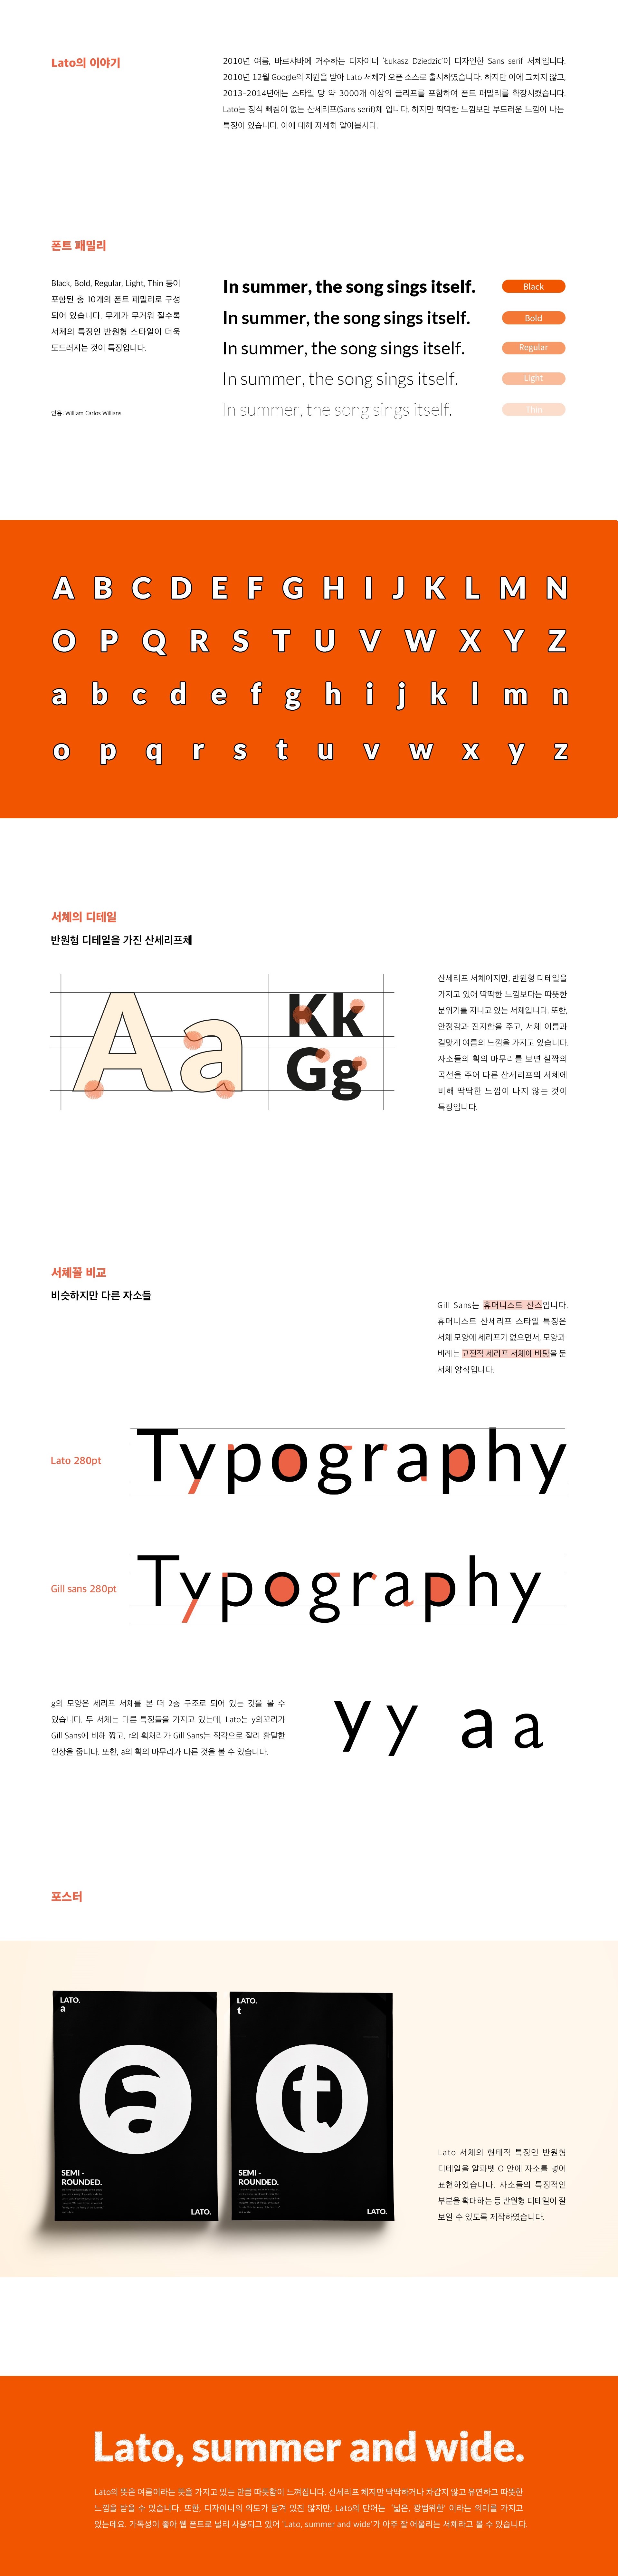 Lato의 이야기
2010년 여름, 바르샤바에 거주하는 디자이너 'Łukasz Dziedzic'이 디자인한 Sans serif 서체입니다.
2010년 12월 Google의 지원을 받아 Lato 서체가 오픈 소스로 출시하였습니다. 하지만 이에 그치지 않고,
2013-2014년에는 스타일 당 약 3000개 이상의 글리프를 포함하여 폰트 패밀리를 확장시켰습니다.
Lato는 장식 삐침이 없는 산세리프(Sans serif)체 입니다. 하지만 딱딱한 느낌보단 부드러운 느낌이 나는
특징이 있습니다. 이에 대해 자세히 알아봅시다.
폰트 패밀리
Black, Bold, Regular, Light, Thin 등이
포함된 총 10개의 폰트 패밀리로 구성
되어 있습니다. 무게가 무거워 질수록
서체의 특징인 반원형 스타일이 더욱
도드러지는 것이 특징입니다.
인용: William Carlos Willians
In summer, the song sings itself.
Black
In summer, the song sings itself.
Bold
In summer, the song sings itself.
Regular
In summer, the song sings itself.
Light
In summer, the song sings itself.
Thin
A B C D E F G H I J K L M N
O P Q R S T U V W X Y Z
a b c d e f g h i j k l m n
o p q r s t u v w x y z
서체의 디테일
반원형 디테일을 가진 산세리프체
Aa
Kk
Gg
산세리프 서체이지만, 반원형 디테일을
가지고 있어 딱딱한 느낌보다는 따뜻한
분위기를 지니고 있는 서체입니다. 또한,
안정감과 진지함을 주고, 서체 이름과
걸맞게 여름의 느낌을 가지고 있습니다.
자소들의 획의 마무리를 보면 살짝의
곡선을 주어 다른 산세리프의 서체에
비해 딱딱한 느낌이 나지 않는 것이
특징입니다.
서체꼴 비교
비슷하지만 다른 자소들
Gill Sans는 휴머니스트 산스입니다.
휴머니스트 산세리프 스타일 특징은
서체 모양에 세리프가 없으면서, 모양과
비례는 고전적 세리프 서체에 바탕을 둔
서체 양식입니다.
Lato 280pt
Typography
Gill sans 280pt
Typography
g의 모양은 세리프 서체를 본 떠 2층 구조로 되어 있는 것을 볼 수
있습니다. 두 서체는 다른 특징들을 가지고 있는데, Lato는 y의꼬리가
Gill Sans에 비해 짧고, r의 획처리가 Gill Sans는 직각으로 잘려 활달한
인상을 줍니다. 또한, a의 획의 마무리가 다른 것을 볼 수 있습니다.
y y a a
포스터
LATO.
a
a
SEMI -
ROUNDED.
LATO.
LATO.
t
t
SEMI -
ROUNDED.
LATO.
Lato 서체의 형태적 특징인 반원형
디테일을 알파벳 O 안에 자소를 넣어
표현하였습니다. 자소들의 특징적인
부분을 확대하는 등 반원형 디테일이 잘
보일 수 있도록 제작하였습니다.
Lato, summer and wide.
Lato의 뜻은 여름이라는 뜻을 가지고 있는 만큼 따뜻함이 느껴집니다. 산세리프 체지만 딱딱하거나 차갑지 않고 유연하고 따뜻한
느낌을 받을 수 있습니다. 또한, 디자이너의 의도가 담겨 있진 않지만, Lato의 단어는 '넓은, 광범위한' 이라는 의미를 가지고
있는데요. 가독성이 좋아 웹 폰트로 널리 사용되고 있어 'Lato, summer and wide'가 아주 잘 어울리는 서체라고 볼 수 있습니다.